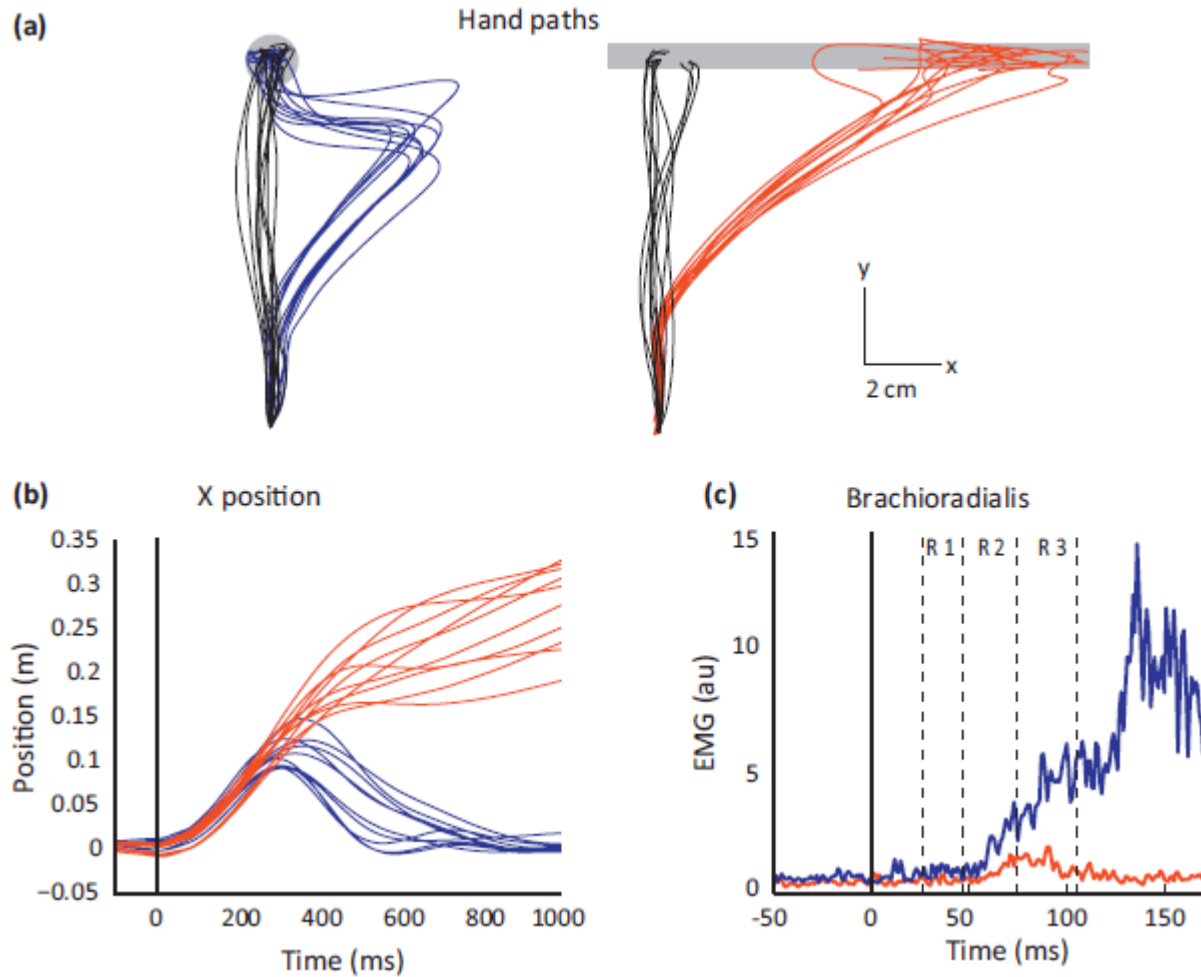 (a)
Hand paths
y
x
2 cm
(b)
X position
0.35
0.3
0.25
0.2
0.15
0.1
0.05
0
−0.05
Position (m)
0 200 400 600 800 1000
Time (ms)
(c)
Brachioradialis
R 1 R 2 R 3
15
10
5
0
EMG (au)
-50 0 50 100 150
Time (ms)